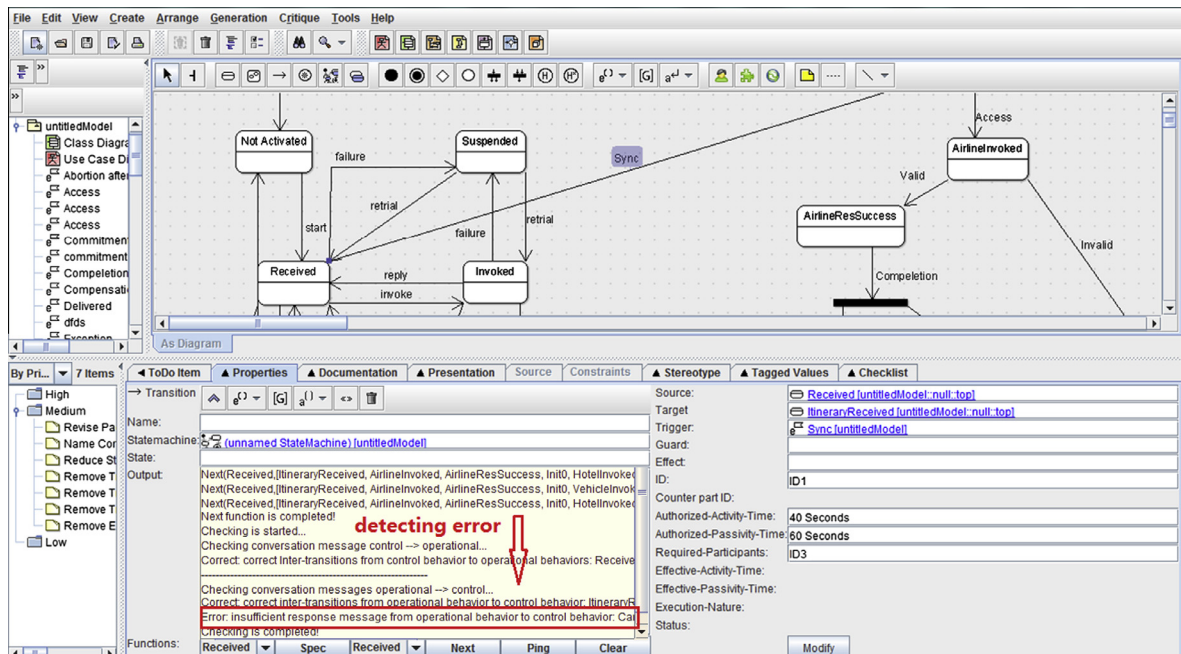 File Edit View Create Arrange Generation Critique Tools Help
untitledModel
Class Diagra
Use Case Di
Abortion after
Access
Access
Access
Commitment
commitment
Competetion
Compensati
Delivered
dfds
Exception
Not Activated
Suspended
Sync
Access
AirlineInvoked
failure
Valid
retrial
AirlineResSuccess
start
retrial
failure
Invalid
Received
reply
Invoked
Competetion
invoke
As Diagram
By Pri... 7 Items
High
Medium
Revise Pa
Name Cor
Reduce St
Remove T
Remove T
Remove T
Remove E
Low
ToDo Item Properties Documentation Presentation Source Constraints Stereotype Tagged Values Checklist
Transition
Name:
Statemachine: (unnamed StateMachine) [untitledModel]
State:
Output:
Next(Received,[ItineraryReceived, AirlineInvoked, AirlineResSuccess, Init0, HotelInvoked
Next(Received,[ItineraryReceived, AirlineInvoked, AirlineResSuccess, Init0, VehicleInvok
Next(Received,[ItineraryReceived, AirlineInvoked, AirlineResSuccess, Init0, HotelInvoked
Next function is completed!
detecting error
Checking is started...
Checking conversation message control --> operational...
Correct: correct Inter-transitions from control behavior to operational behaviors: Receive
Checking conversation messages operational --> control...
Correct: correct inter-transitions from operational behavior to control behavior: ItineraryR
Error: insufficient response message from operational behavior to control behavior: Ca
Checking is completed!
Functions: Received Spec Received Next Ping Clear
Source: Received [untitledModel::null::top]
Target ItineraryReceived [untitledModel::null::top]
Trigger: Sync [untitledModel]
Guard:
Effect:
ID: ID1
Counter part ID:
Authorized-Activity-Time: 40 Seconds
Authorized-Passivity-Time: 60 Seconds
Required-Participants: ID3
Effective-Activity-Time:
Effective-Passivity-Time:
Execution-Nature:
Status:
Modify